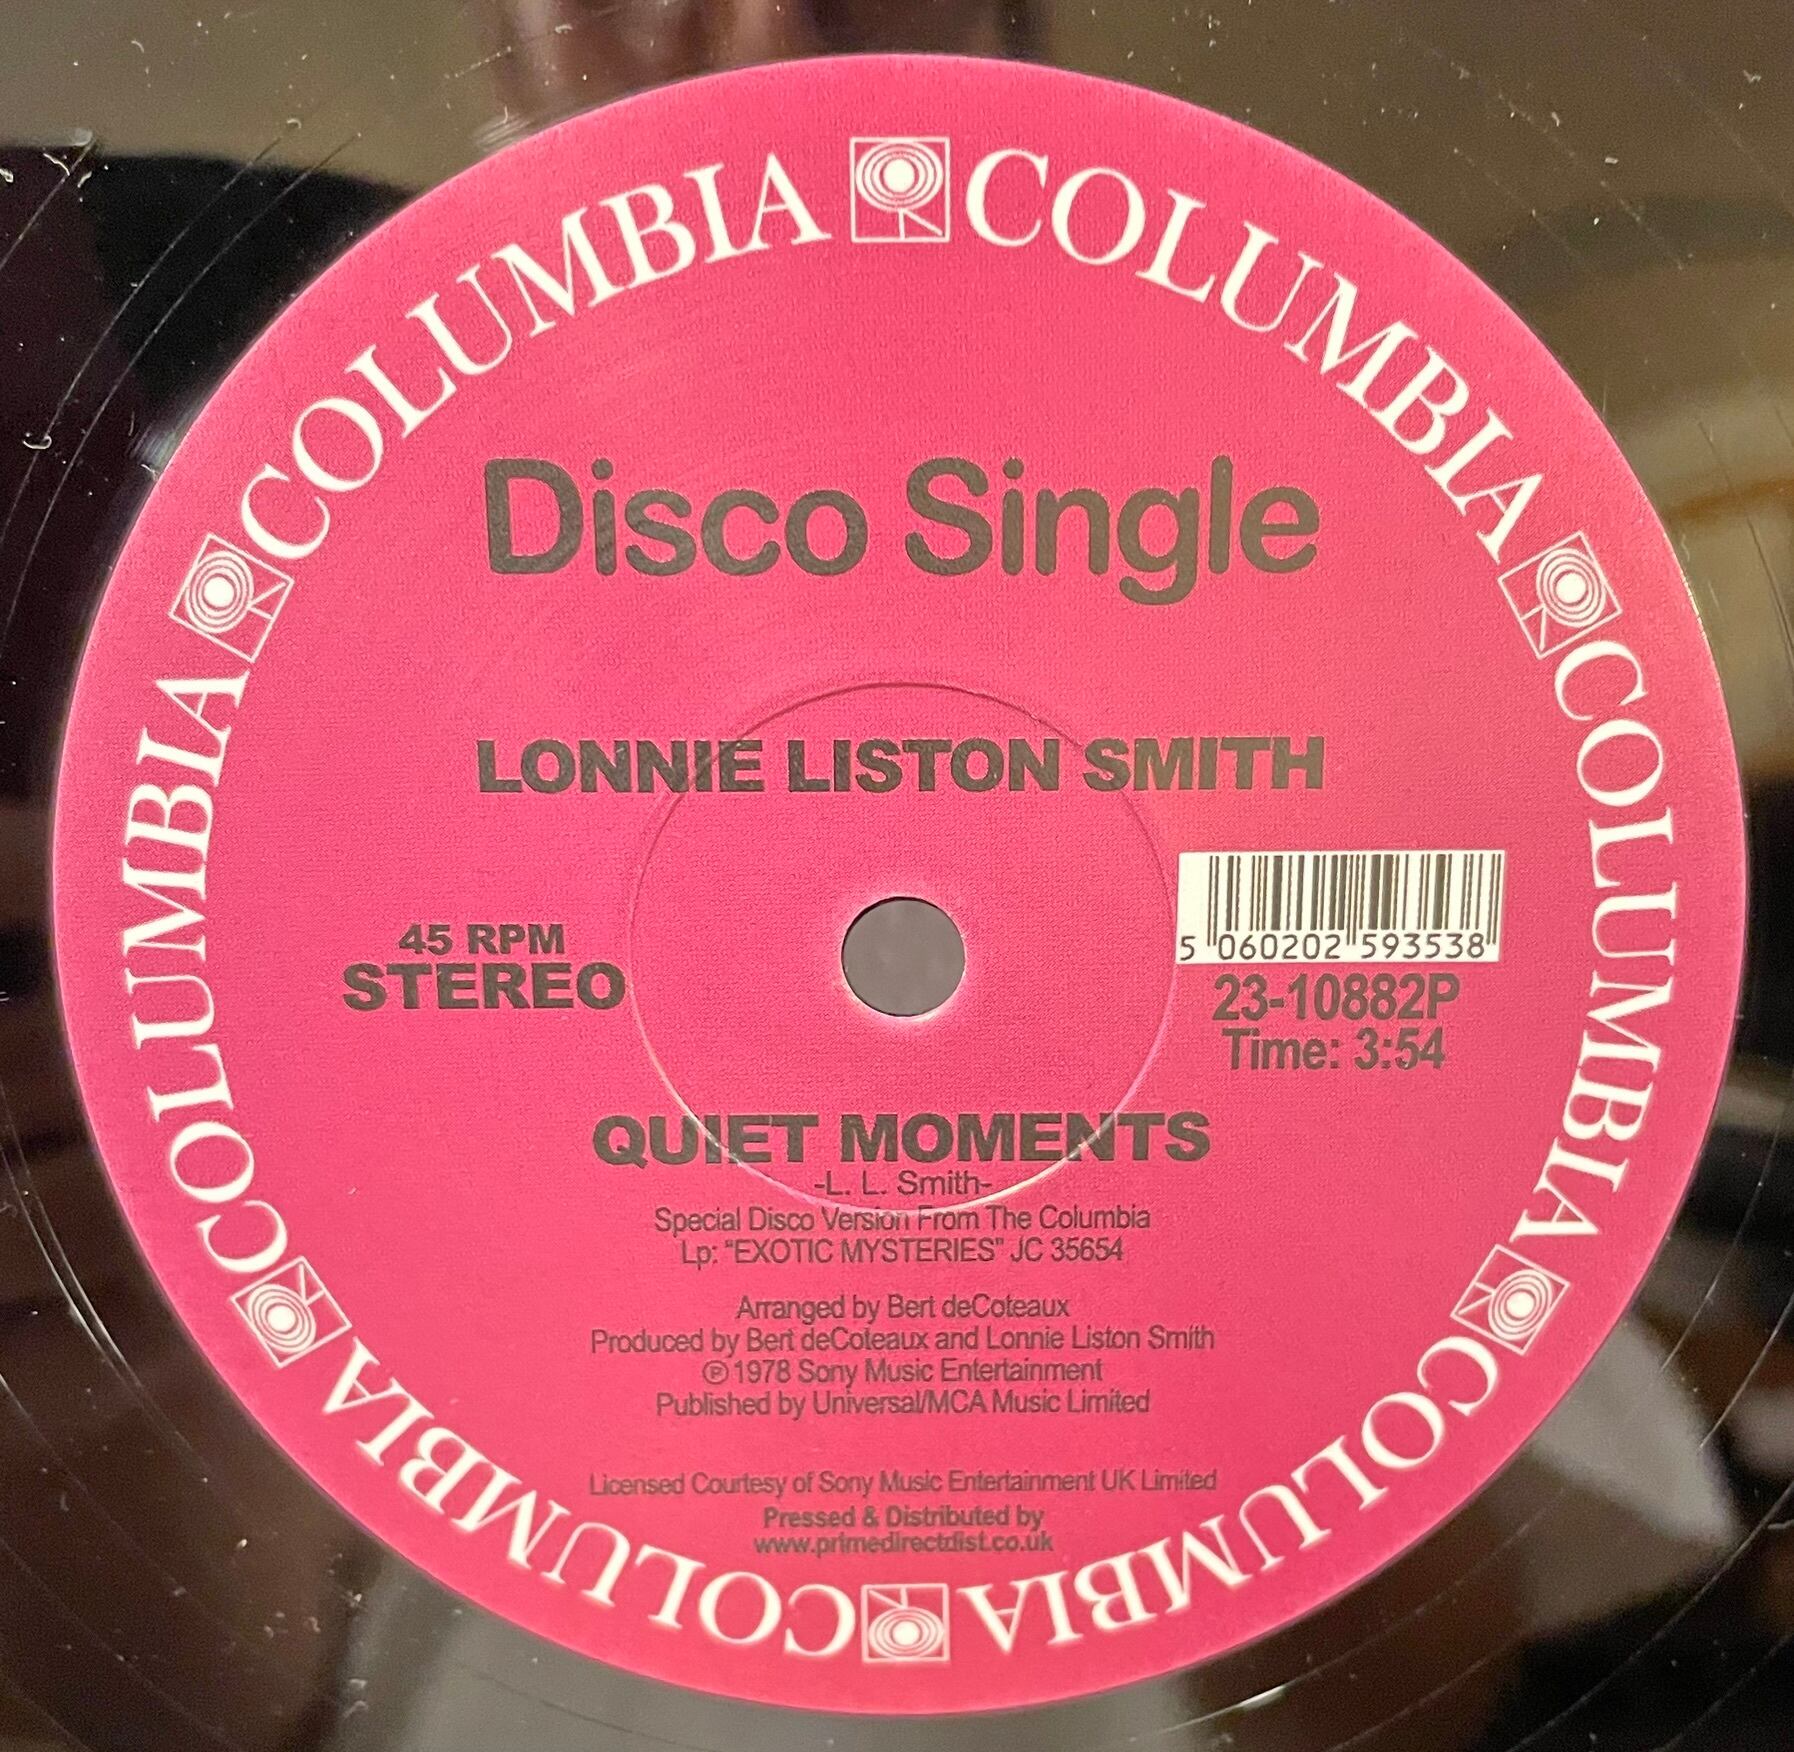 COLUMBIA COLUMBIA COLUMBIA COLUMBIA COLUMBIA COLUMBIA
Disco Single
LONNIE LISTON SMITH
45 RPM
STEREO
5 060202 593538
23-10882P
Time: 3:54
QUIET MOMENTS
-L. L. Smith-
Special Disco Version From The Columbia
Lp: "EXOTIC MYSTERIES" JC 35654
Arranged by Bert deCoteaux
Produced by Bert deCoteaux and Lonnie Liston Smith
℗ 1978 Sony Music Entertainment
Published by Universal/MCA Music Limited
Licensed Courtesy of Sony Music Entertainment UK Limited
Pressed & Distributed by
www.primedirectdist.co.uk